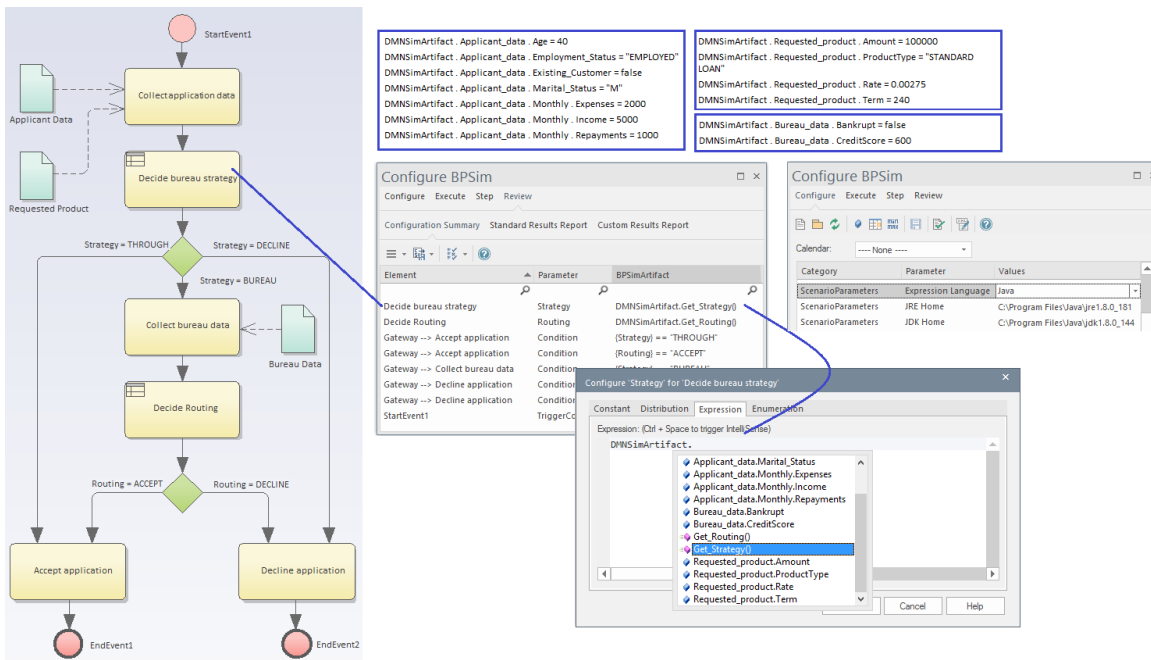 StartEvent1
Collect application data
Applicant Data
Decide bureau strategy
Requested Product
Strategy = THROUGH
Strategy = DECLINE
Strategy = BUREAU
Collect bureau data
Bureau Data
Decide Routing
Routing = ACCEPT
Routing = DECLINE
Accept application
Decline application
EndEvent1
EndEvent2
DMNSimArtifact . Applicant_data . Age = 40
DMNSimArtifact . Applicant_data . Employment_Status = "EMPLOYED"
DMNSimArtifact . Applicant_data . Existing_Customer = false
DMNSimArtifact . Applicant_data . Marital_Status = "M"
DMNSimArtifact . Applicant_data . Monthly . Expenses = 2000
DMNSimArtifact . Applicant_data . Monthly . Income = 5000
DMNSimArtifact . Applicant_data . Monthly . Repayments = 1000
DMNSimArtifact . Requested_product . Amount = 100000
DMNSimArtifact . Requested_product . ProductType = "STANDARD
LOAN"
DMNSimArtifact . Requested_product . Rate = 0.00275
DMNSimArtifact . Requested_product . Term = 240
DMNSimArtifact . Bureau_data . Bankrupt = false
DMNSimArtifact . Bureau_data . CreditScore = 600
Configure BPSim
Configure Execute Step Review
Configuration Summary Standard Results Report Custom Results Report
Element Parameter BPSimArtifact
Decide bureau strategy Strategy DMNSimArtifact.Get_Strategy()
Decide Routing Routing DMNSimArtifact.Get_Routing()
Gateway --> Accept application Condition {Strategy} == "THROUGH"
Gateway --> Accept application Condition {Routing} == "ACCEPT"
Gateway --> Collect bureau data Condition {Strategy} == "BUREAU"
Gateway --> Decline application Condition
Gateway --> Decline application Condition
StartEvent1 TriggerCo
Configure BPSim
Configure Execute Step Review
Calendar: ---- None ----
Category Parameter Values
ScenarioParameters Expression Language Java
ScenarioParameters JRE Home C:\Program Files\Java\jre1.8.0_181
ScenarioParameters JDK Home C:\Program Files\Java\jdk1.8.0_144
Configure 'Strategy' for 'Decide bureau strategy'
Constant Distribution Expression Enumeration
Expression: (Ctrl + Space to trigger IntelliSense)
DMNSimArtifact.
Applicant_data.Marital_Status
Applicant_data.Monthly.Expenses
Applicant_data.Monthly.Income
Applicant_data.Monthly.Repayments
Bureau_data.Bankrupt
Bureau_data.CreditScore
Get_Routing()
Get_Strategy()
Requested_product.Amount
Requested_product.ProductType
Requested_product.Rate
Requested_product.Term
Cancel Help